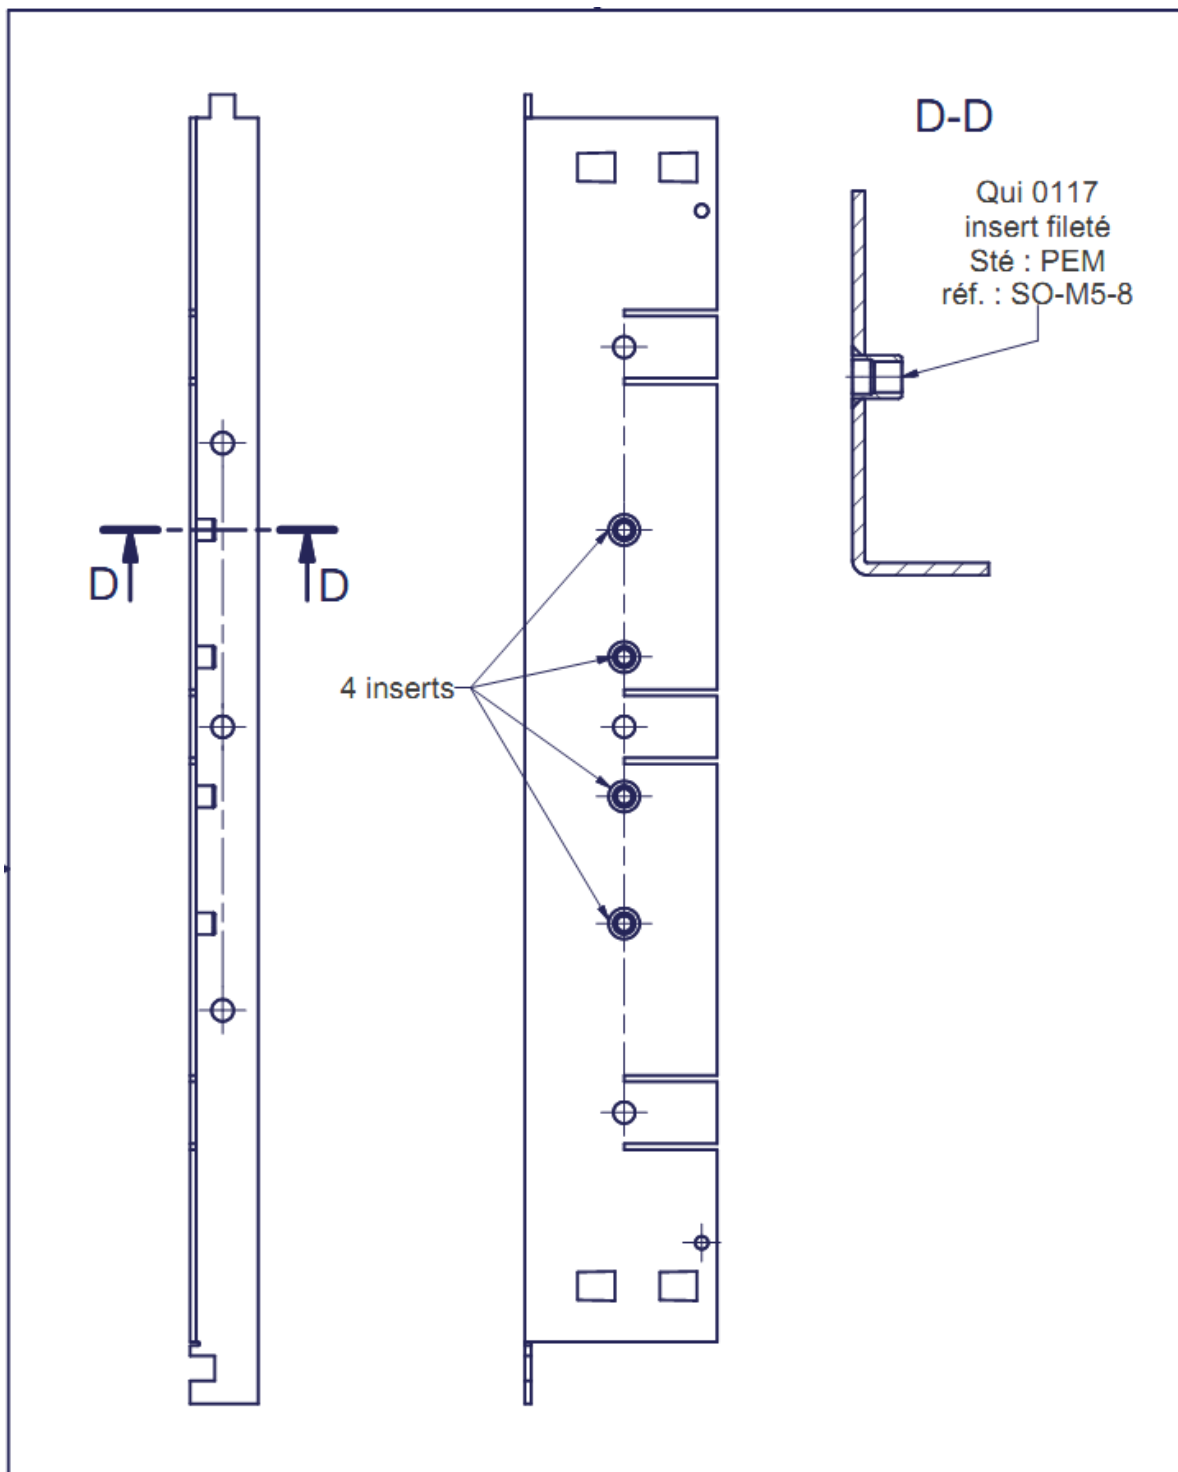 D-D
Qui 0117
insert fileté
Sté : PEM
réf. : SO-M5-8
D
D
4 inserts